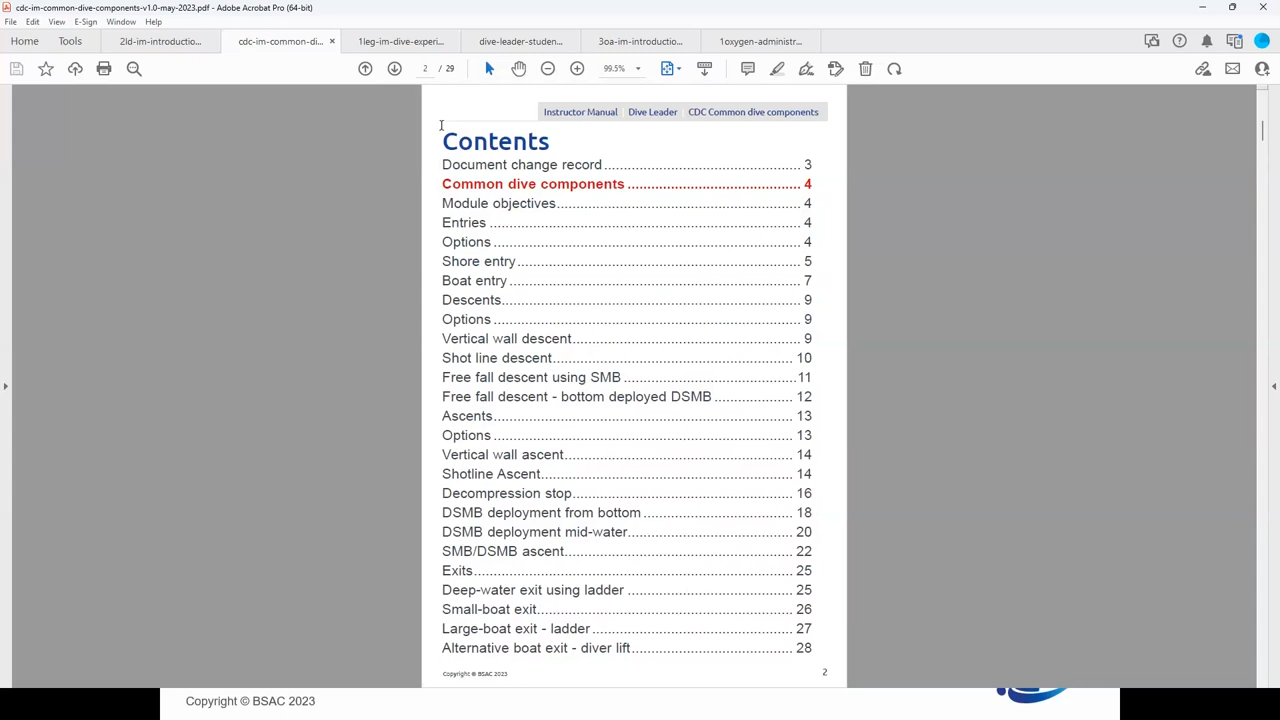 cdc-im-common-dive-components-v1.0-may-2023.pdf - Adobe Acrobat Pro (64-bit)
File Edit View E-Sign Window Help
Home Tools 2ld-im-introductio... cdc-im-common-di... × 1leg-im-dive-experi... dive-leader-studen... 3oa-im-introductio... 1oxygen-administr...
2 / 29 99.5%
Instructor Manual | Dive Leader | CDC Common dive components
Contents
Document change record ........ 3
Common dive components ........ 4
Module objectives ........ 4
Entries ........ 4
Options ........ 4
Shore entry ........ 5
Boat entry ........ 7
Descents ........ 9
Options ........ 9
Vertical wall descent ........ 9
Shot line descent ........ 10
Free fall descent using SMB ........ 11
Free fall descent - bottom deployed DSMB ........ 12
Ascents ........ 13
Options ........ 13
Vertical wall ascent ........ 14
Shotline Ascent ........ 14
Decompression stop ........ 16
DSMB deployment from bottom ........ 18
DSMB deployment mid-water ........ 20
SMB/DSMB ascent ........ 22
Exits ........ 25
Deep-water exit using ladder ........ 25
Small-boat exit ........ 26
Large-boat exit - ladder ........ 27
Alternative boat exit - diver lift ........ 28
Copyright © BSAC 2023 2
Copyright © BSAC 2023